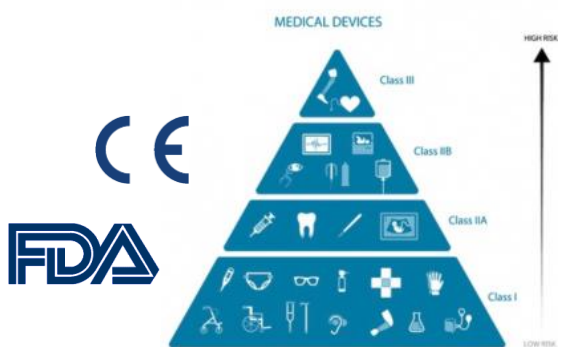 MEDICAL DEVICES
HIGH RISK
Class III
CE
Class IIB
Class IIA
FDA
Class I
LOW RISK